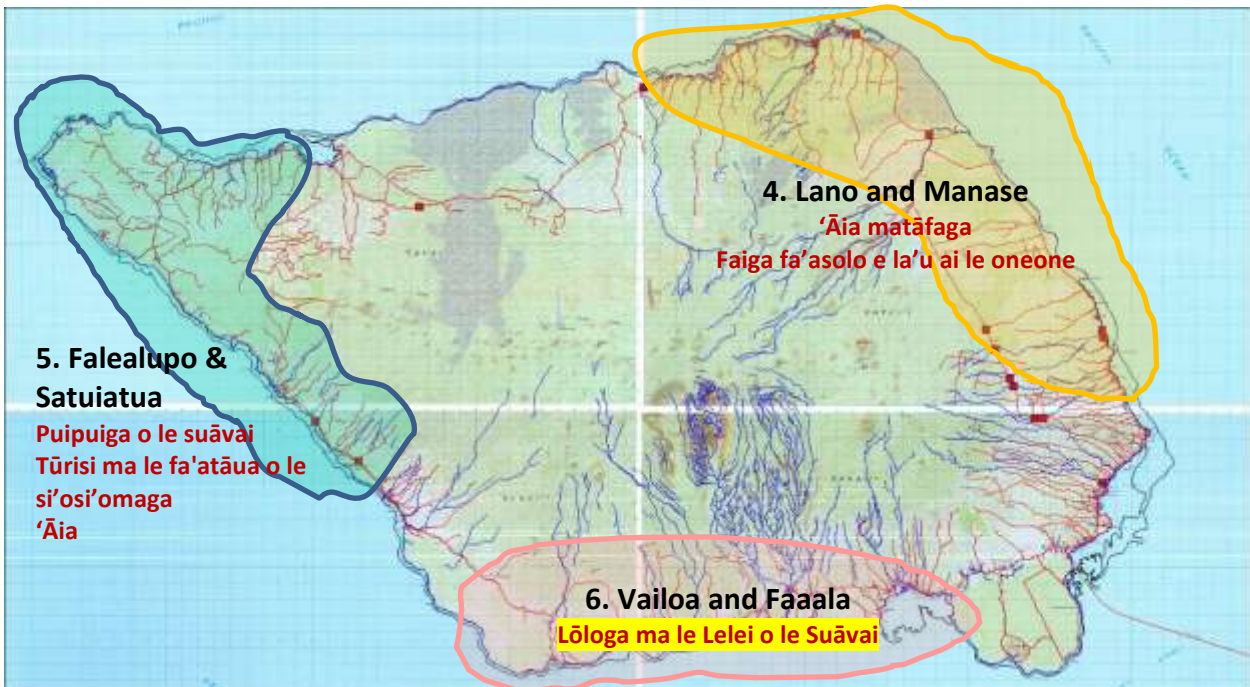 4. Lano and Manase
‘Āia matāfaga
Faiga fa’asolo e la’u ai le oneone
5. Falealupo &
Satuiatua
Puipuiga o le suāvai
Tūrisi ma le fa'atāua o le
si’osi’omaga
‘Āia
6. Vailoa and Faaala
Lōloga ma le Lelei o le Suāvai